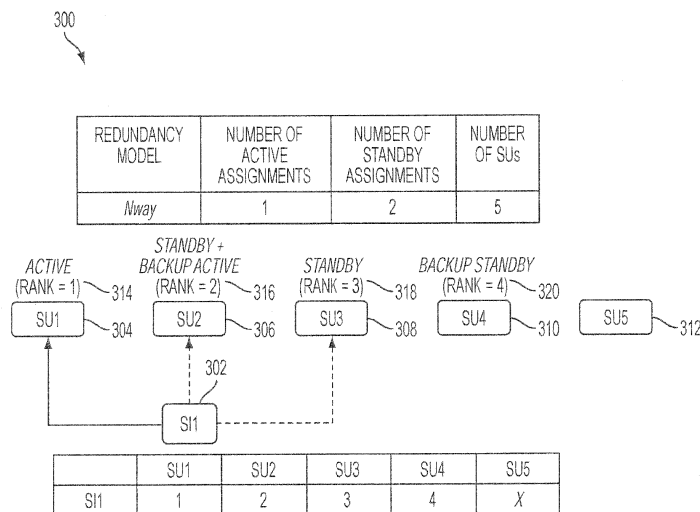 300
REDUNDANCY MODEL NUMBER OF ACTIVE ASSIGNMENTS NUMBER OF STANDBY ASSIGNMENTS NUMBER OF SUs
Nway 1 2 5
ACTIVE (RANK = 1) 314
STANDBY + BACKUP ACTIVE (RANK = 2) 316
STANDBY (RANK = 3) 318
BACKUP STANDBY (RANK = 4) 320
SU1 304 SU2 306 SU3 308 SU4 310 SU5 312
302
SI1
SU1 SU2 SU3 SU4 SU5
SI1 1 2 3 4 X